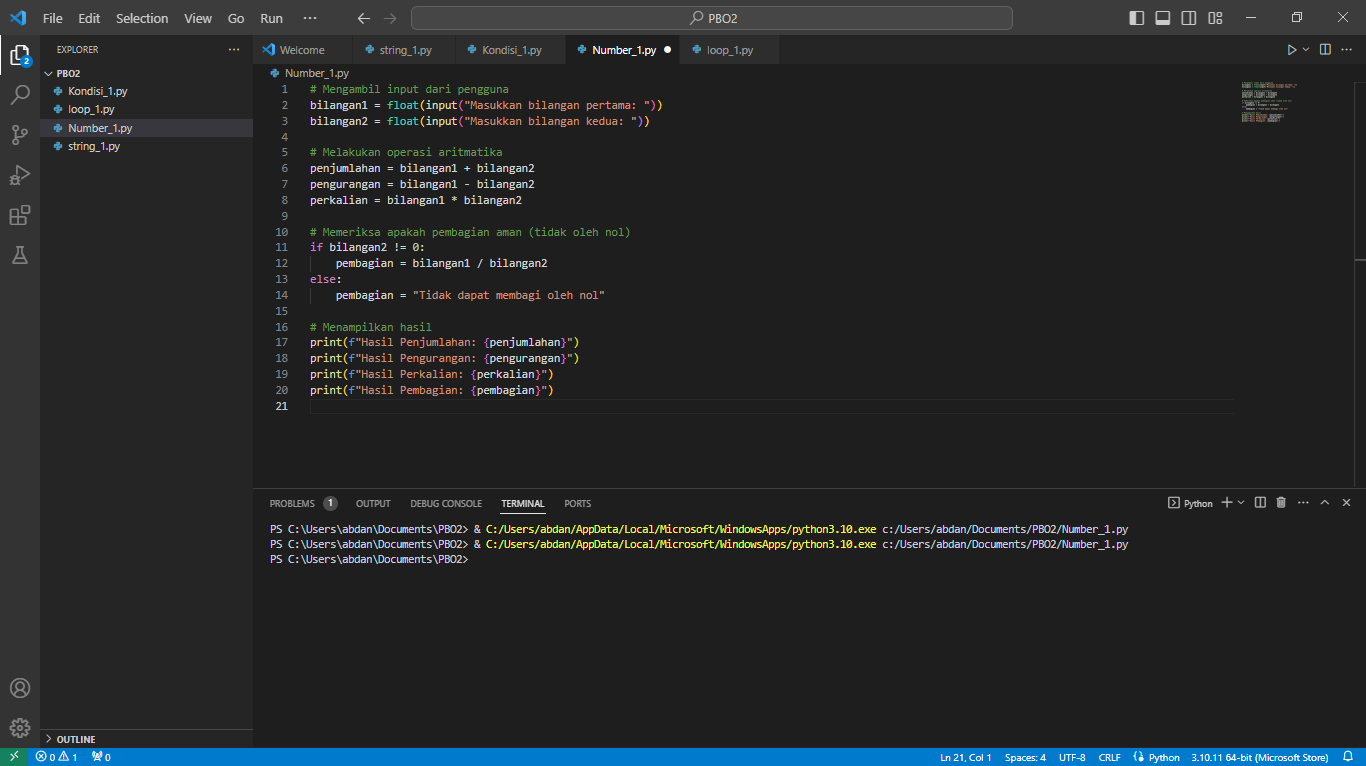 File Edit Selection View Go Run ··· PBO2
EXPLORER ···
PBO2
Kondisi_1.py
loop_1.py
Number_1.py
string_1.py
OUTLINE
Welcome string_1.py Kondisi_1.py Number_1.py loop_1.py
Number_1.py
1 # Mengambil input dari pengguna
2 bilangan1 = float(input("Masukkan bilangan pertama: "))
3 bilangan2 = float(input("Masukkan bilangan kedua: "))
4
5 # Melakukan operasi aritmatika
6 penjumlahan = bilangan1 + bilangan2
7 pengurangan = bilangan1 - bilangan2
8 perkalian = bilangan1 * bilangan2
9
10 # Memeriksa apakah pembagian aman (tidak oleh nol)
11 if bilangan2 != 0:
12     pembagian = bilangan1 / bilangan2
13 else:
14     pembagian = "Tidak dapat membagi oleh nol"
15
16 # Menampilkan hasil
17 print(f"Hasil Penjumlahan: {penjumlahan}")
18 print(f"Hasil Pengurangan: {pengurangan}")
19 print(f"Hasil Perkalian: {perkalian}")
20 print(f"Hasil Pembagian: {pembagian}")
21
PROBLEMS 1 OUTPUT DEBUG CONSOLE TERMINAL PORTS Python
PS C:\Users\abdan\Documents\PBO2> & C:/Users/abdan/AppData/Local/Microsoft/WindowsApps/python3.10.exe c:/Users/abdan/Documents/PBO2/Number_1.py
PS C:\Users\abdan\Documents\PBO2> & C:/Users/abdan/AppData/Local/Microsoft/WindowsApps/python3.10.exe c:/Users/abdan/Documents/PBO2/Number_1.py
PS C:\Users\abdan\Documents\PBO2>
0 1 0 Ln 21, Col 1 Spaces: 4 UTF-8 CRLF Python 3.10.11 64-bit (Microsoft Store)
2